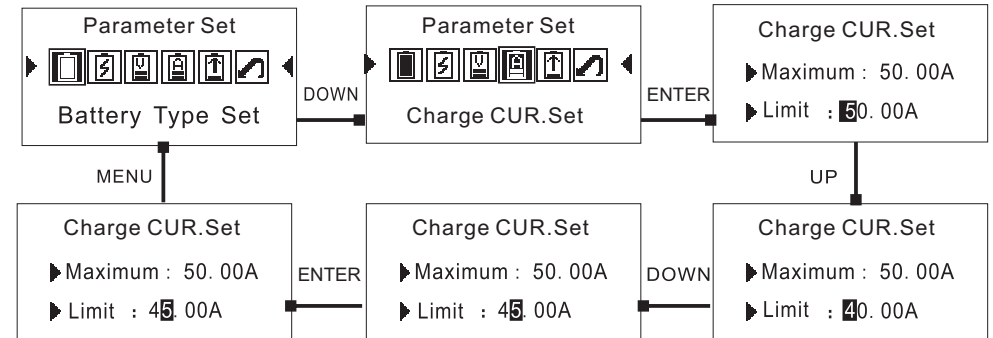 Parameter Set
Battery Type Set
DOWN
Parameter Set
Charge CUR.Set
ENTER
Charge CUR.Set
Maximum : 50.00A
Limit : 50.00A
UP
Charge CUR.Set
Maximum : 50.00A
Limit : 40.00A
DOWN
Charge CUR.Set
Maximum : 50.00A
Limit : 45.00A
ENTER
Charge CUR.Set
Maximum : 50.00A
Limit : 45.00A
MENU